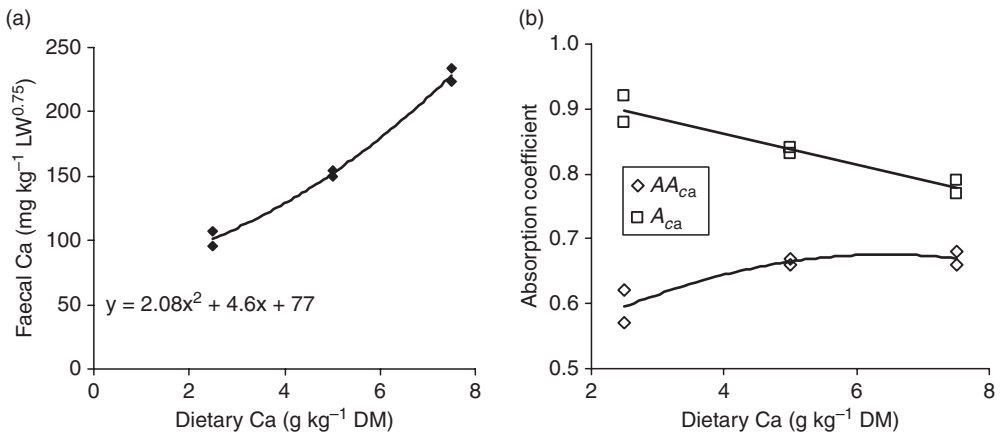 (a)
250
200
150
100
50
0
0 2 4 6 8
Faecal Ca (mg kg⁻¹ LW⁰·⁷⁵)
y = 2.08x² + 4.6x + 77
Dietary Ca (g kg⁻¹ DM)
(b)
1.0
0.9
0.8
0.7
0.6
0.5
2 4 6 8
Absorption coefficient
AA_ca
A_ca
Dietary Ca (g kg⁻¹ DM)